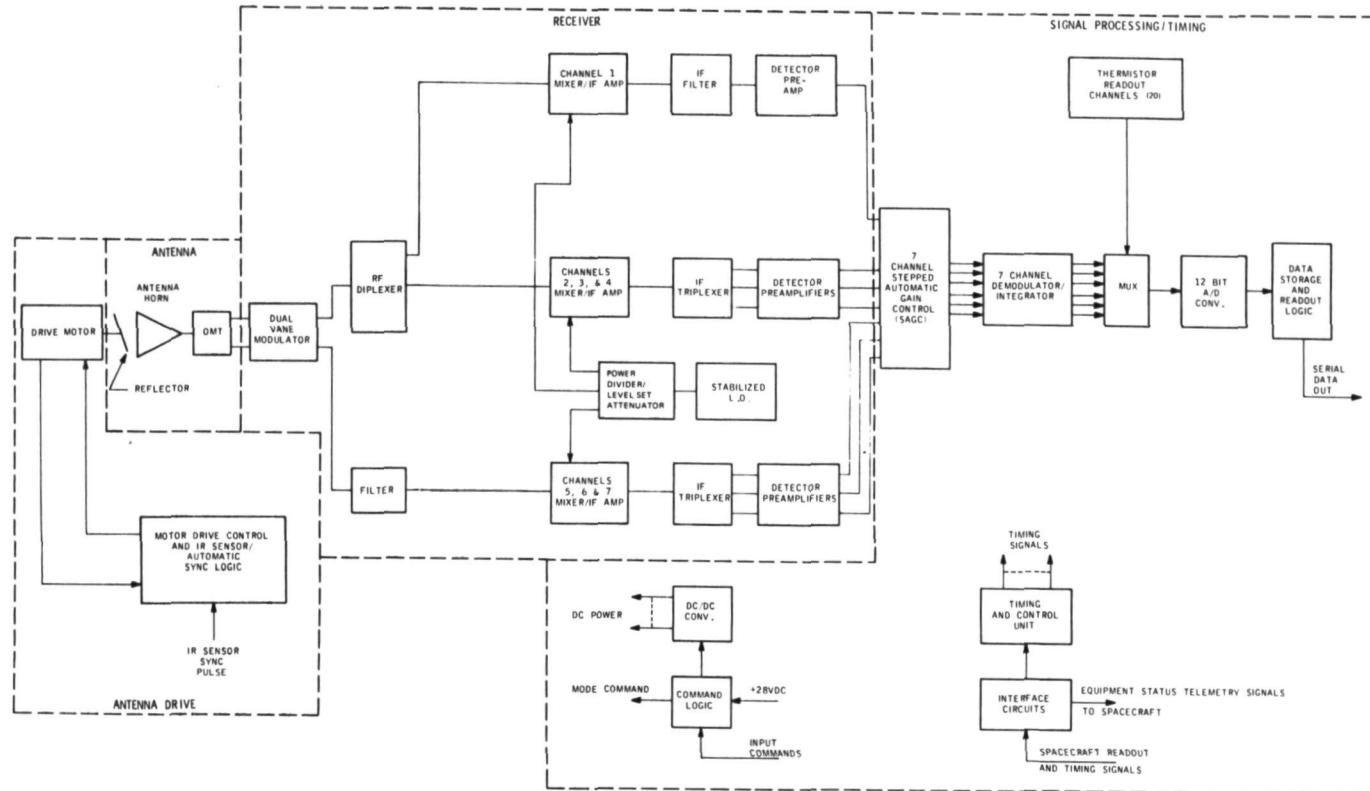 RECEIVER
SIGNAL PROCESSING/TIMING
CHANNEL 1
MIXER/IF AMP
IF
FILTER
DETECTOR
PRE-
AMP
THERMISTOR
READOUT
CHANNELS (20)
ANTENNA
ANTENNA
HORN
DRIVE MOTOR
OMT
REFLECTOR
DUAL
VANE
MODULATOR
RF
DIPLEXER
CHANNELS
2, 3, & 4
MIXER/IF AMP
IF
TRIPLEXER
DETECTOR
PREAMPLIFIERS
7
CHANNEL
STEPPED
AUTOMATIC
GAIN
CONTROL
(SAGC)
7 CHANNEL
DEMODULATOR/
INTEGRATOR
MUX
12 BIT
A/D
CONV.
DATA
STORAGE
AND
READOUT
LOGIC
SERIAL
DATA
OUT
POWER
DIVIDER/
LEVEL SET
ATTENUATOR
STABILIZED
L.O.
FILTER
CHANNELS
5, 6 & 7
MIXER/IF AMP
IF
TRIPLEXER
DETECTOR
PREAMPLIFIERS
MOTOR DRIVE CONTROL
AND IR SENSOR/
AUTOMATIC
SYNC LOGIC
IR SENSOR
SYNC
PULSE
ANTENNA DRIVE
DC POWER
DC/DC
CONV.
MODE COMMAND
COMMAND
LOGIC
+28VDC
INPUT
COMMANDS
TIMING
SIGNALS
TIMING
AND CONTROL
UNIT
INTERFACE
CIRCUITS
EQUIPMENT STATUS TELEMETRY SIGNALS
TO SPACECRAFT
SPACECRAFT READOUT
AND TIMING SIGNALS